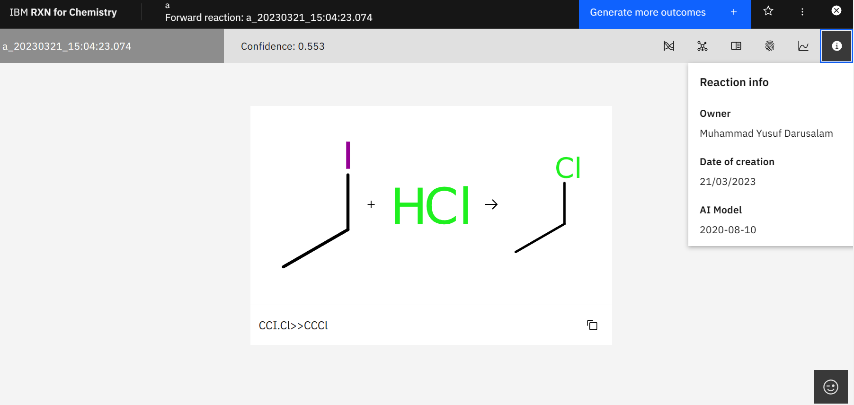 IBM RXN for Chemistry
a
Forward reaction: a_20230321_15:04:23.074
Generate more outcomes +
a_20230321_15:04:23.074
Confidence: 0.553
Reaction info
Owner
Muhammad Yusuf Darusalam
Date of creation
21/03/2023
AI Model
2020-08-10
I
+
HCl
→
Cl
CCI.Cl>>CCCl